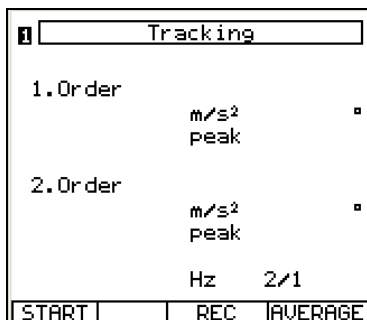 1 Tracking
1.Order
m/s² °
peak
2.Order
m/s² °
peak
Hz 2/1
START REC AVERAGE